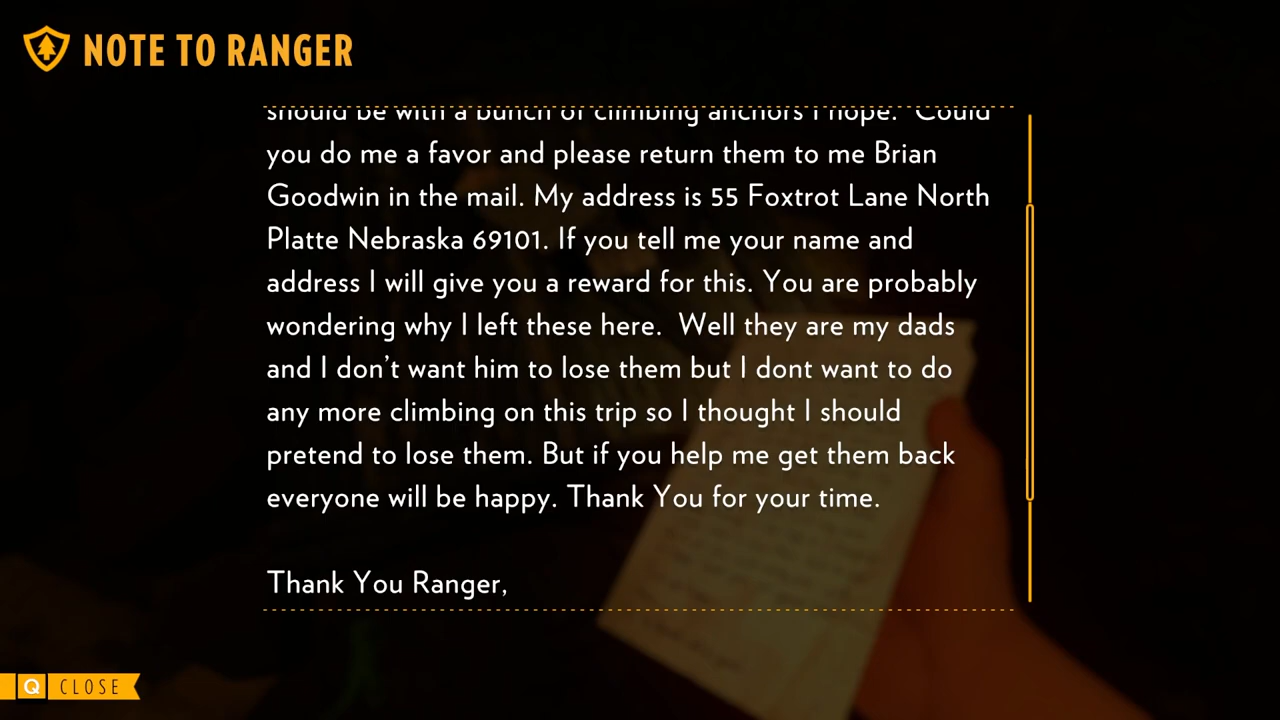 NOTE TO RANGER
should be with a bunch of climbing anchors I hope.  Could
you do me a favor and please return them to me Brian
Goodwin in the mail. My address is 55 Foxtrot Lane North
Platte Nebraska 69101. If you tell me your name and
address I will give you a reward for this. You are probably
wondering why I left these here.  Well they are my dads
and I don't want him to lose them but I dont want to do
any more climbing on this trip so I thought I should
pretend to lose them. But if you help me get them back
everyone will be happy. Thank You for your time.
Thank You Ranger,
Q CLOSE